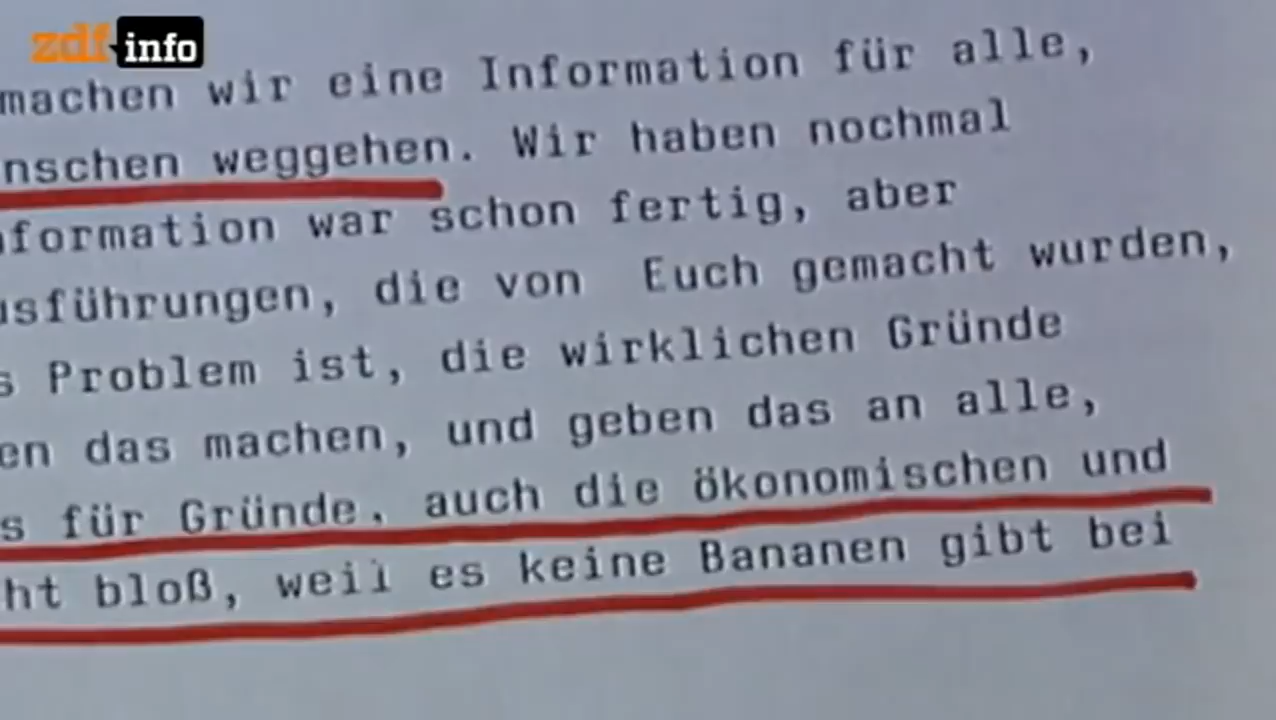 zdf info
machen wir eine Information für alle,
nschen weggehen. Wir haben nochmal
nformation war schon fertig, aber
usführungen, die von Euch gemacht wurden,
s Problem ist, die wirklichen Gründe
en das machen, und geben das an alle,
s für Gründe, auch die ökonomischen und
ht bloß, weil es keine Bananen gibt bei